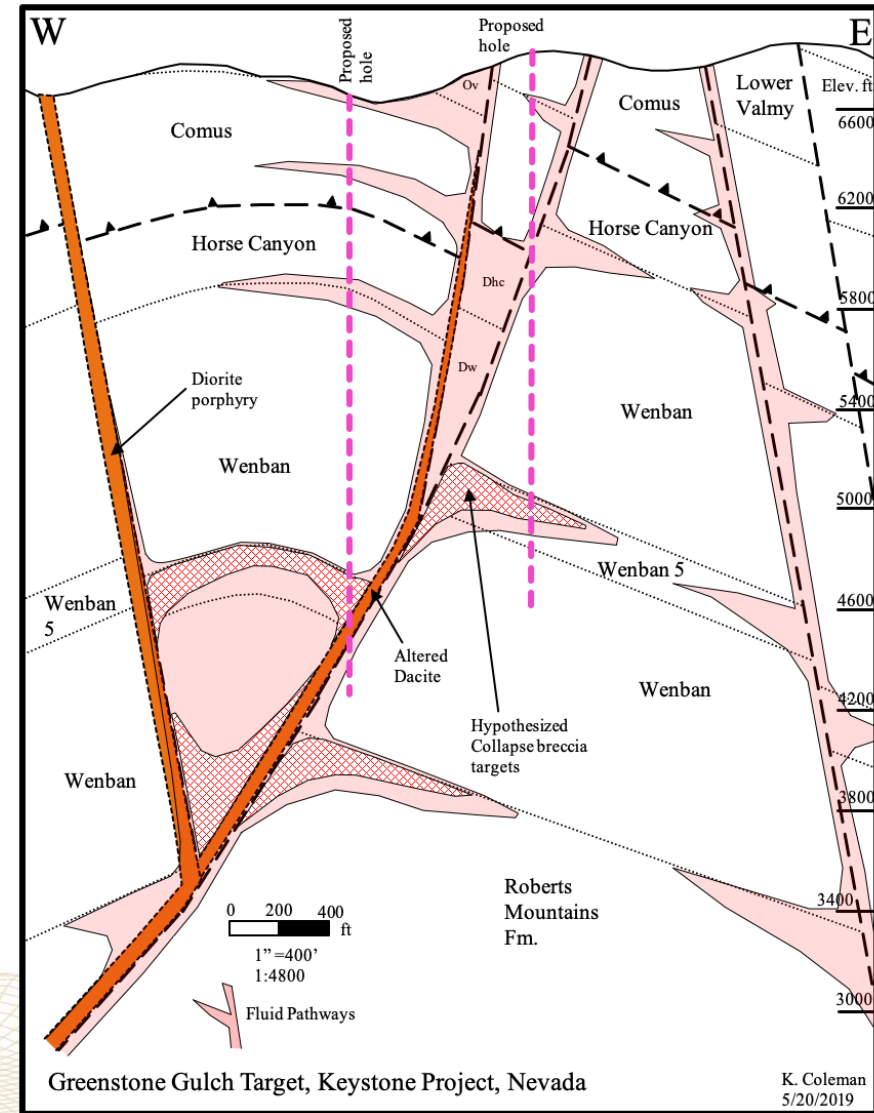 W
E
Proposed
hole
Proposed
hole
Ov
Comus
Comus
Lower
Valmy
Elev. ft
6600
6200
Horse Canyon
Horse Canyon
Dhc
5800
Dw
Diorite
porphyry
5400
Wenban
Wenban
5000
Wenban 5
Wenban
5
4600
Altered
Dacite
Wenban
4200
Hypothesized
Collapse breccia
targets
Wenban
3800
Roberts
Mountains
Fm.
3400
0 200 400
ft
1” =400’
1:4800
Fluid Pathways
3000
Greenstone Gulch Target, Keystone Project, Nevada
K. Coleman
5/20/2019